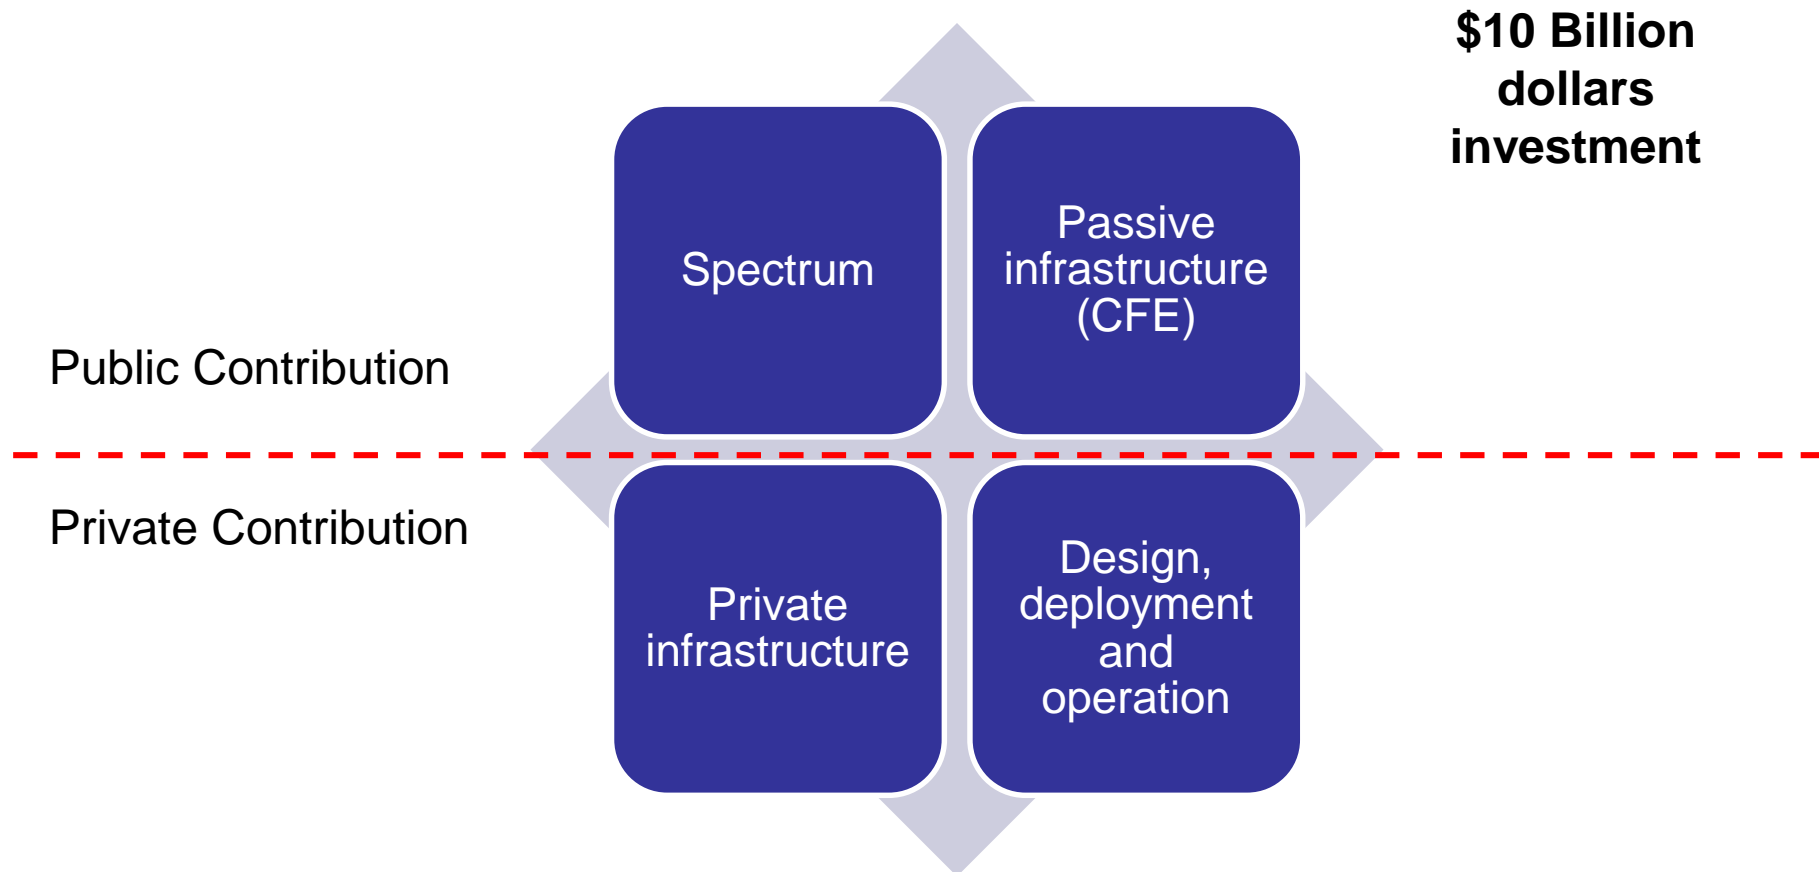 $10 Billion
dollars
investment
Spectrum
Passive
infrastructure
(CFE)
Public Contribution
Private Contribution
Private
infrastructure
Design,
deployment
and
operation